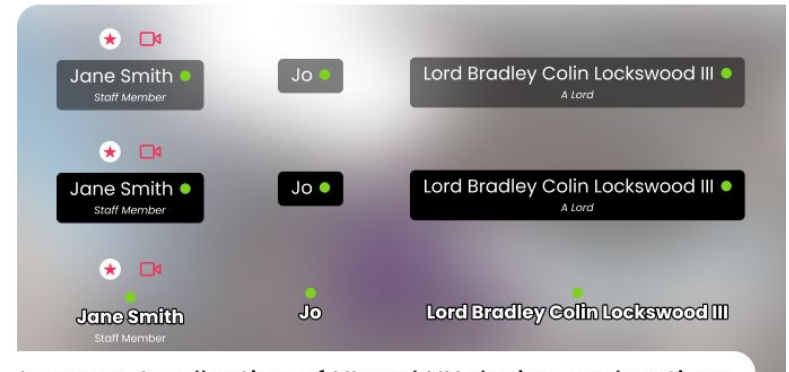 Jane Smith
Staff Member
Jo
Lord Bradley Colin Lockswood III
A Lord
Jane Smith
Staff Member
Jo
Lord Bradley Colin Lockswood III
A Lord
Jane Smith
Staff Member
Jo
Lord Bradley Colin Lockswood III